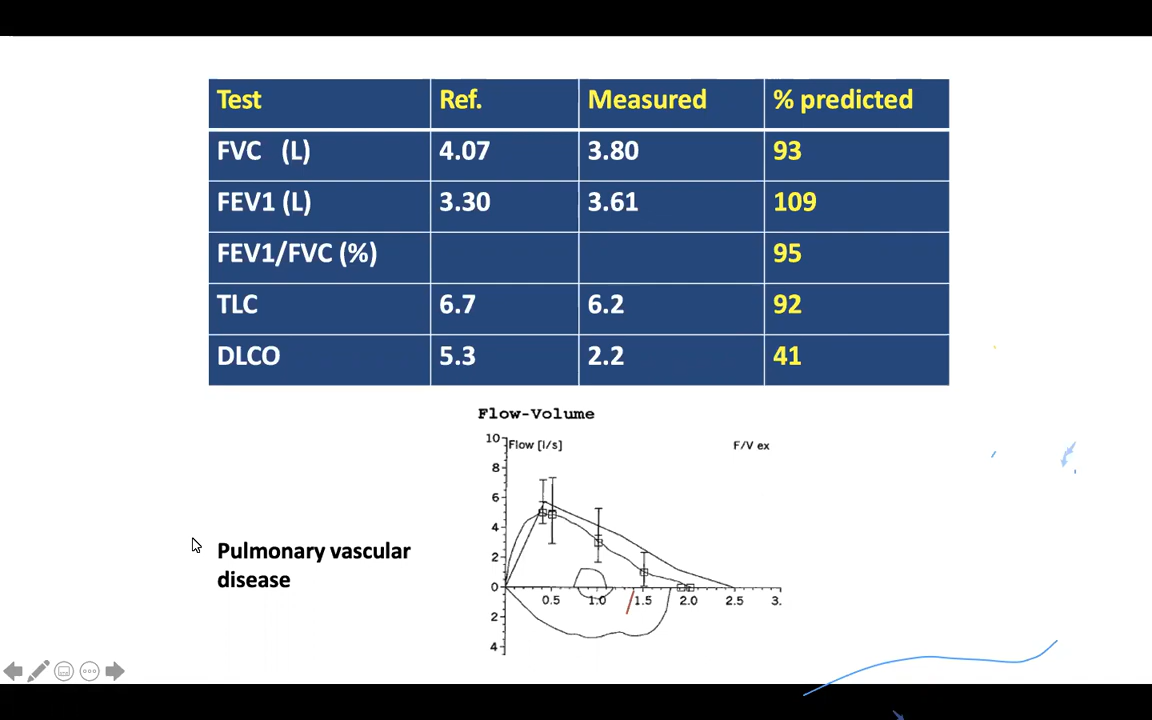 Test Ref. Measured % predicted
FVC (L) 4.07 3.80 93
FEV1 (L) 3.30 3.61 109
FEV1/FVC (%) 95
TLC 6.7 6.2 92
DLCO 5.3 2.2 41
Flow-Volume
10 Flow [l/s] F/V ex
8
6
4
2
0
0.5 1.0 1.5 2.0 2.5 3.
2
4
Pulmonary vascular
disease